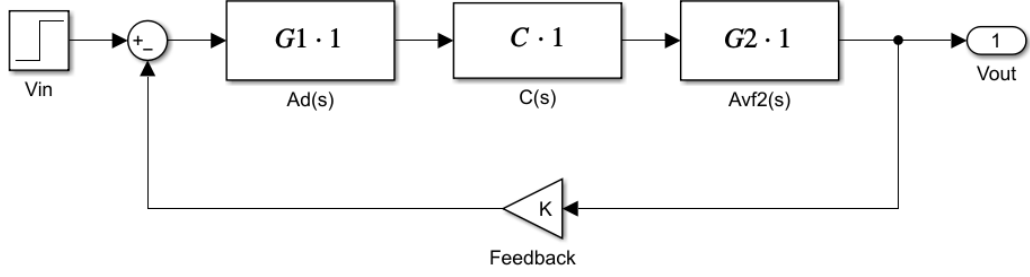 G1 · 1
C · 1
G2 · 1
+
−
1
Vin
Ad(s)
C(s)
Avf2(s)
Vout
K
Feedback